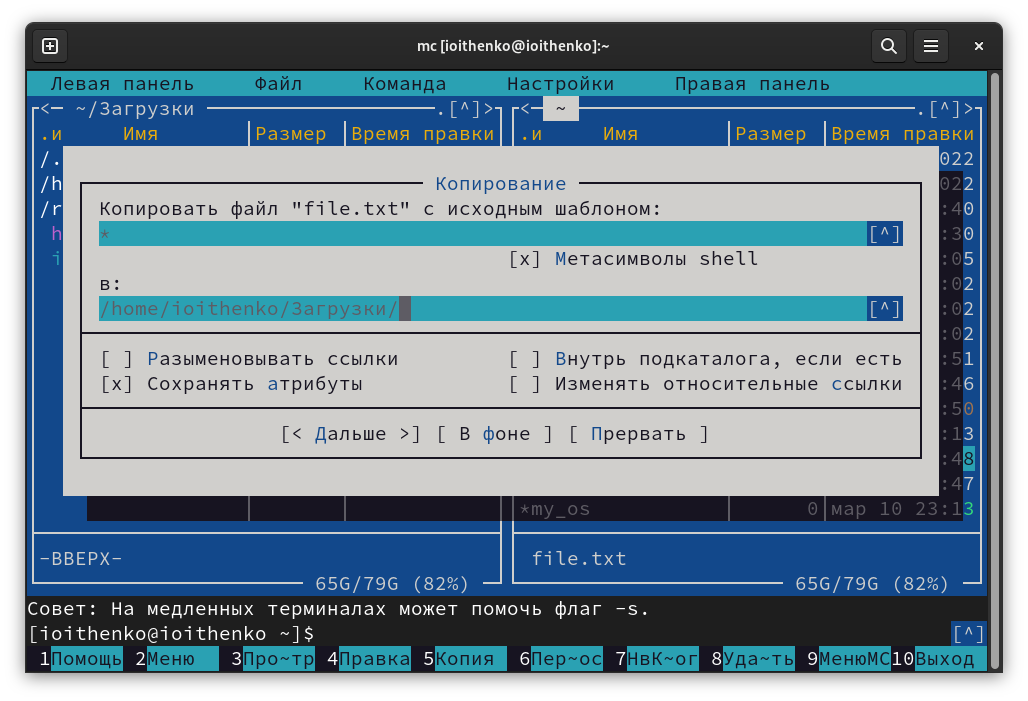 mc [ioithenko@ioithenko]:~
Левая панель Файл Команда Настройки Правая панель
<─ ~/Загрузки .[^]> <─ ~ .[^]>
.и Имя Размер Время правки .и Имя Размер Время правки
/. 022
/h 022
/r :40
h :30
i :05
:02
:02
:02
:51
:46
:50
:13
:48
:47
Копирование
Копировать файл "file.txt" с исходным шаблоном:
* [^]
[x] Метасимволы shell
в:
/home/ioithenko/Загрузки/ [^]
[ ] Разыменовывать ссылки [ ] Внутрь подкаталога, если есть
[x] Сохранять атрибуты [ ] Изменять относительные ссылки
[< Дальше >] [ В фоне ] [ Прервать ]
*my_os 0 мар 10 23:13
-ВВЕРХ- file.txt
65G/79G (82%) 65G/79G (82%)
Совет: На медленных терминалах может помочь флаг -s.
[ioithenko@ioithenko ~]$ [^]
1Помощь 2Меню 3Про~тр 4Правка 5Копия 6Пер~ос 7НвК~ог 8Уда~ть 9МенюMC 10Выход